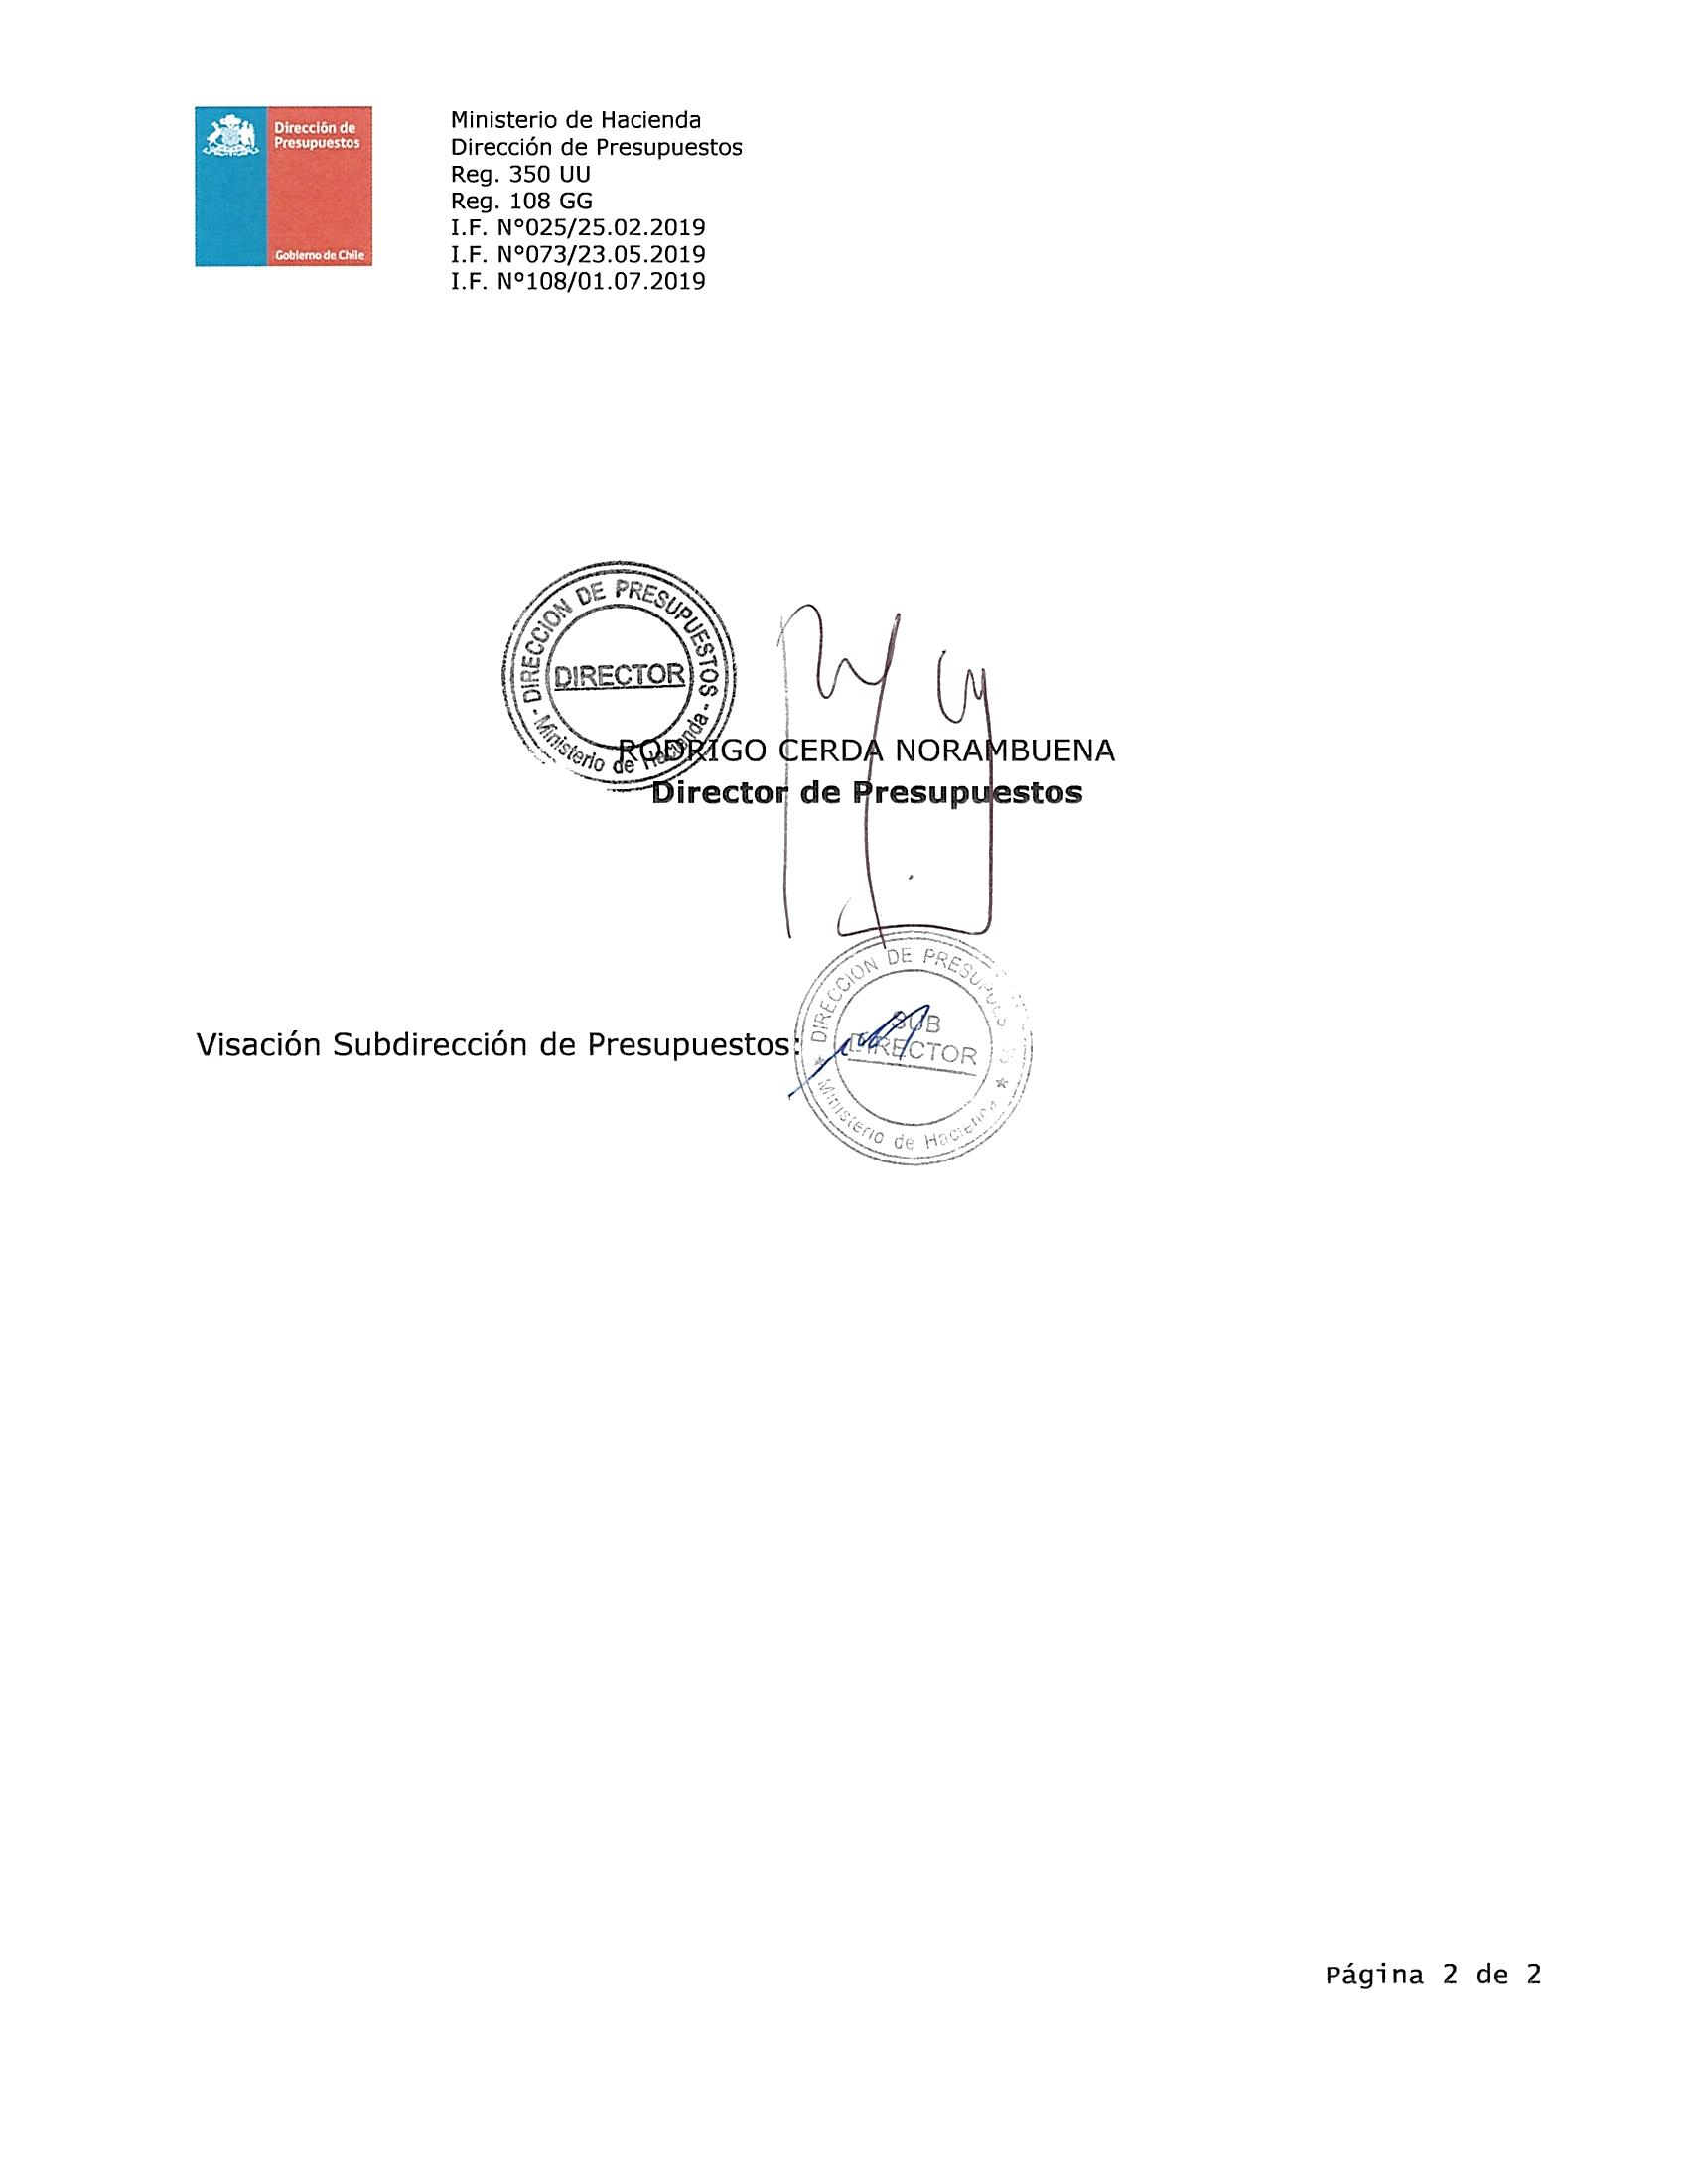 Dirección de
Presupuestos
Gobierno de Chile
Ministerio de Hacienda
Dirección de Presupuestos
Reg. 350 UU
Reg. 108 GG
I.F. N°025/25.02.2019
I.F. N°073/23.05.2019
I.F. N°108/01.07.2019
- DIRECCION DE PRESUPUESTOS -
DIRECTOR
Ministerio de Hacienda
RODRIGO CERDA NORAMBUENA
Director de Presupuestos
Visación Subdirección de Presupuestos:
DIRECCION DE PRESUPUES
SUB
DIRECTOR
Ministerio de Hacienda
Página 2 de 2